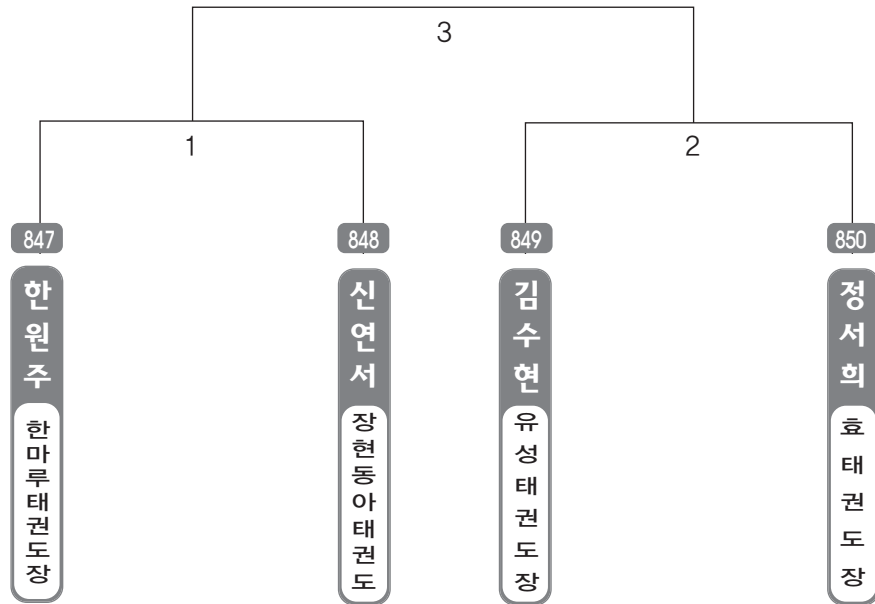 3
1
2
847
848
849
850
한원주
신연서
김수현
정서희
한마루태권도장
장현동아태권도
유성태권도장
효태권도장